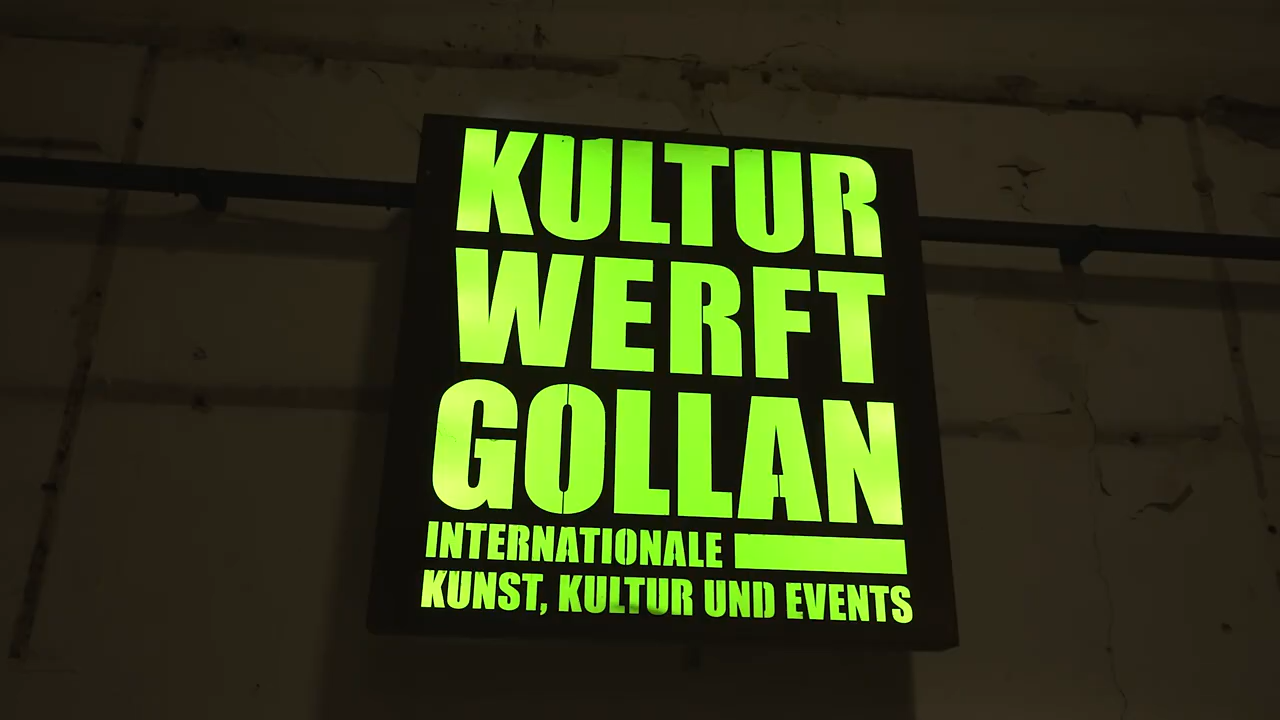 KULTUR
WERFT
GOLLAN
INTERNATIONALE
KUNST, KULTUR UND EVENTS